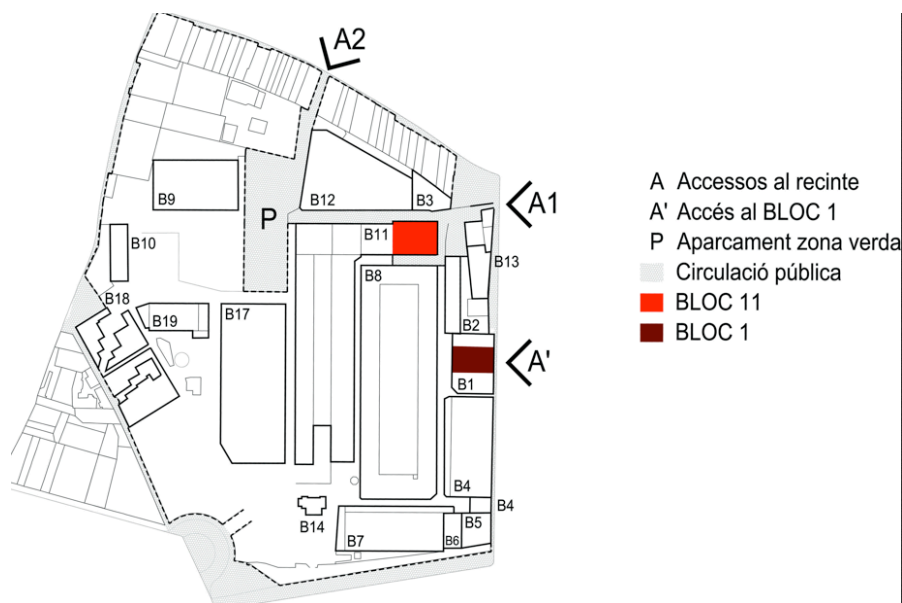 A2
B9
P
B12
B3
A1
B10
B11
B13
B8
B18
B19
B17
B2
A'
B1
B4
B4
B14
B7
B6
B5
A Accessos al recinte
A' Accés al BLOC 1
P Aparcament zona verda
Circulació pública
BLOC 11
BLOC 1